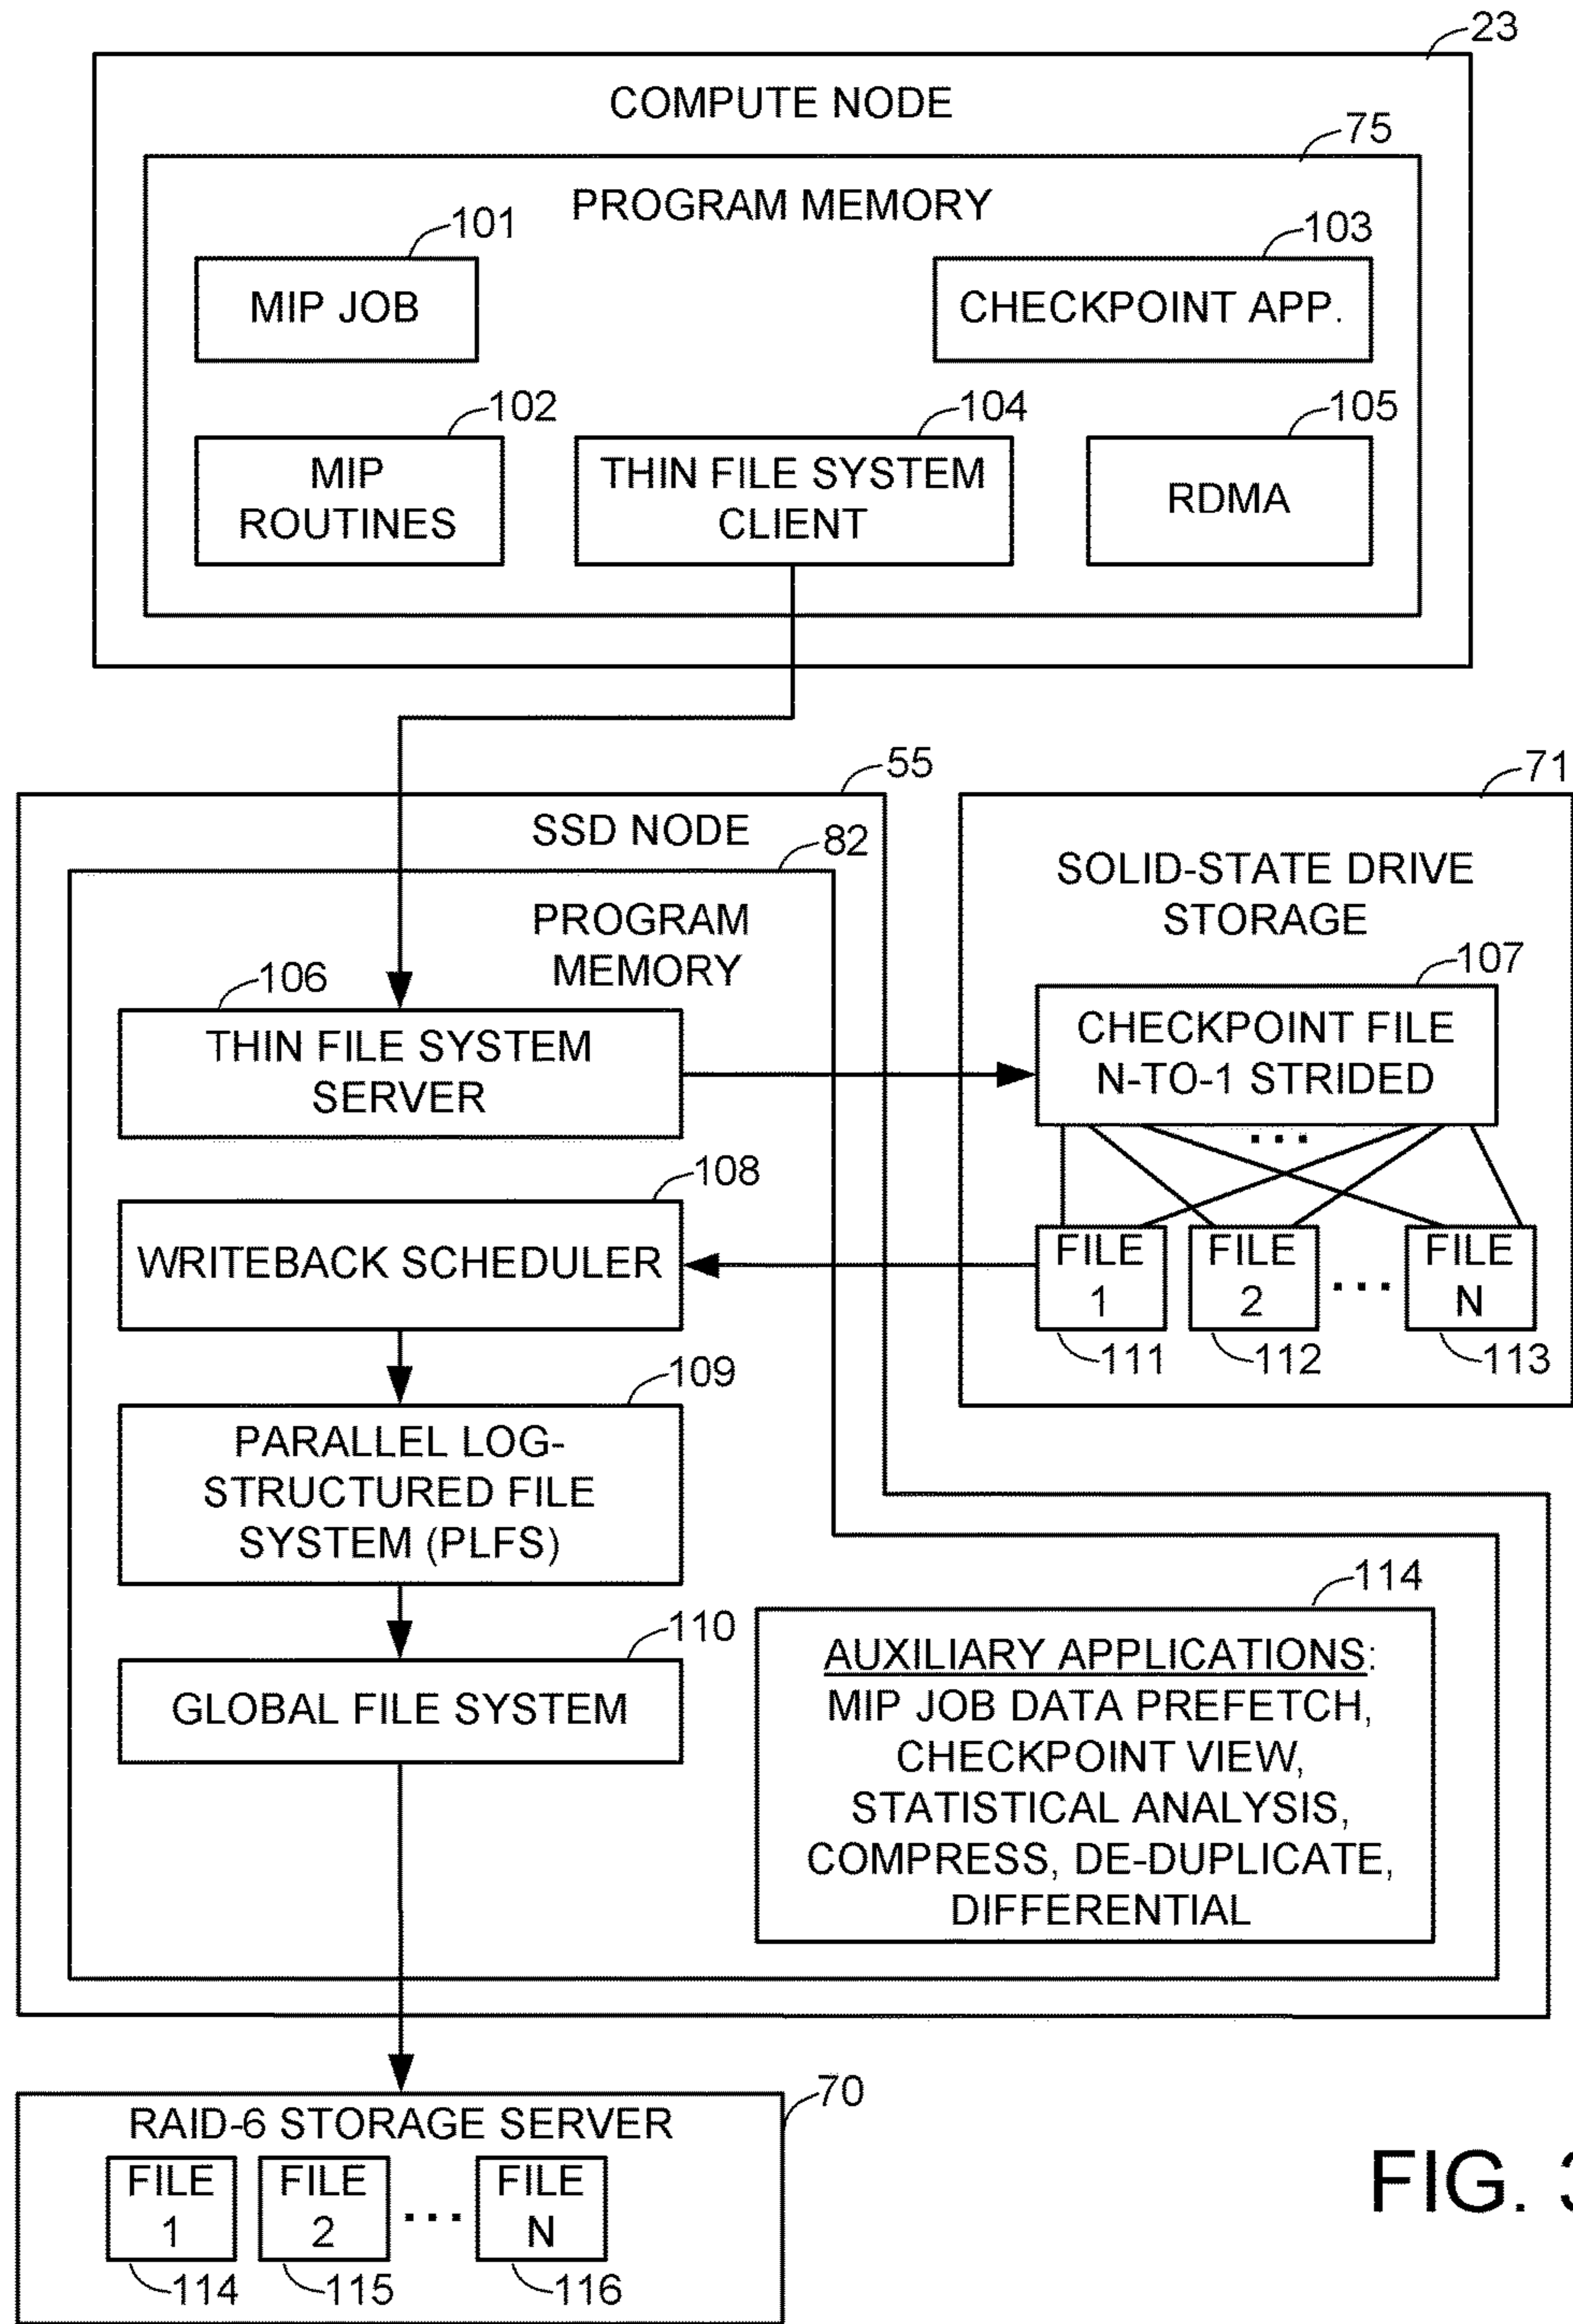 23
COMPUTE NODE
75
PROGRAM MEMORY
101
103
MIP JOB
CHECKPOINT APP.
102
104
105
MIP
ROUTINES
THIN FILE SYSTEM
CLIENT
RDMA
55
71
SSD NODE
82
PROGRAM
MEMORY
SOLID-STATE DRIVE
STORAGE
106
107
THIN FILE SYSTEM
SERVER
CHECKPOINT FILE
N-TO-1 STRIDED
...
108
WRITEBACK SCHEDULER
FILE
1
FILE
2
...
FILE
N
111
112
113
109
PARALLEL LOG-
STRUCTURED FILE
SYSTEM (PLFS)
110
GLOBAL FILE SYSTEM
114
AUXILIARY APPLICATIONS:
MIP JOB DATA PREFETCH,
CHECKPOINT VIEW,
STATISTICAL ANALYSIS,
COMPRESS, DE-DUPLICATE,
DIFFERENTIAL
70
RAID-6 STORAGE SERVER
FILE
1
FILE
2
...
FILE
N
114
115
116
FIG. 3